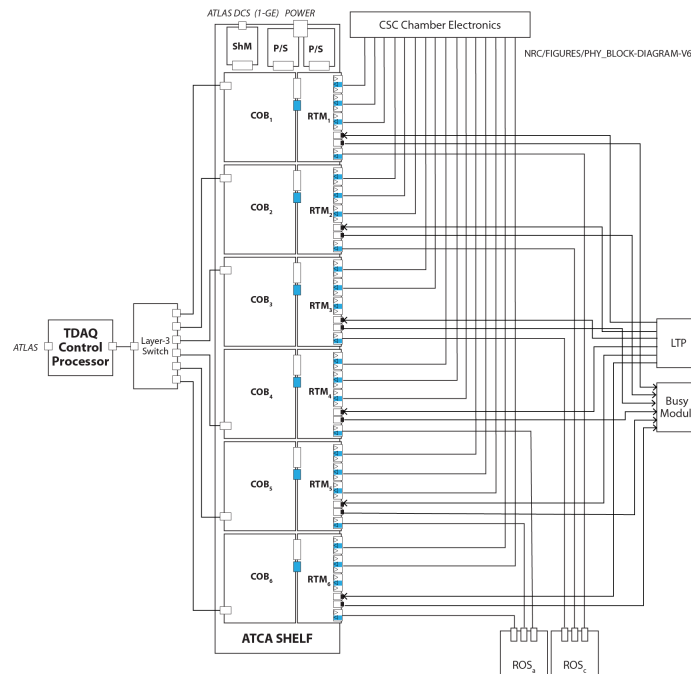 ATLAS DCS (1-GE) POWER
CSC Chamber Electronics
NRC/FIGURES/PHY_BLOCK-DIAGRAM-V6
ShM
P/S
P/S
COB1
RTM1
COB2
RTM2
COB3
RTM3
ATLAS
TDAQ
Control
Processor
Layer-3
Switch
LTP
COB4
RTM4
Busy
Modul
COB5
RTM5
COB6
RTM6
ATCA SHELF
ROSa
ROSc